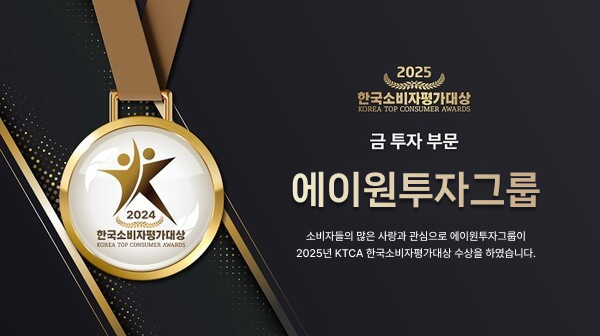 2024
한국소비자평가대상
KOREA TOP CONSUMER AWARDS
2025
한국소비자평가대상
KOREA TOP CONSUMER AWARDS
금 투자 부문
에이원투자그룹
소비자들의 많은 사랑과 관심으로 에이원투자그룹이
2025년 KTCA 한국소비자평가대상 수상을 하였습니다.